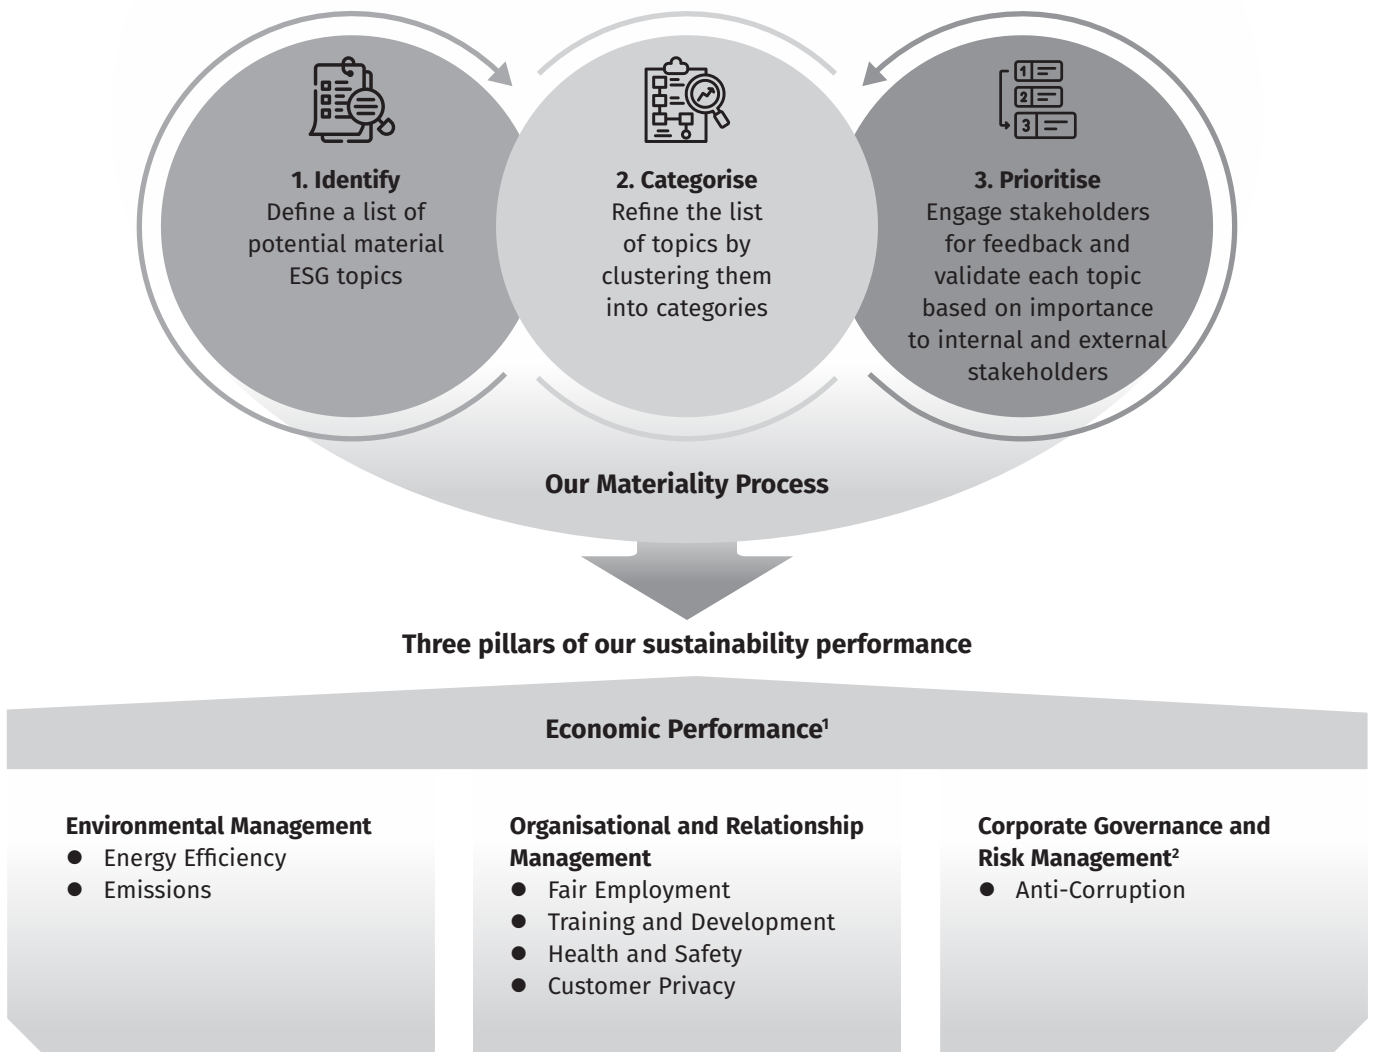 1. Identify
Define a list of
potential material
ESG topics
2. Categorise
Refine the list
of topics by
clustering them
into categories
1
2
3
3. Prioritise
Engage stakeholders
for feedback and
validate each topic
based on importance
to internal and external
stakeholders
Our Materiality Process
Three pillars of our sustainability performance
Economic Performance¹
Environmental Management
● Energy Efficiency
● Emissions
Organisational and Relationship
Management
● Fair Employment
● Training and Development
● Health and Safety
● Customer Privacy
Corporate Governance and
Risk Management²
● Anti-Corruption